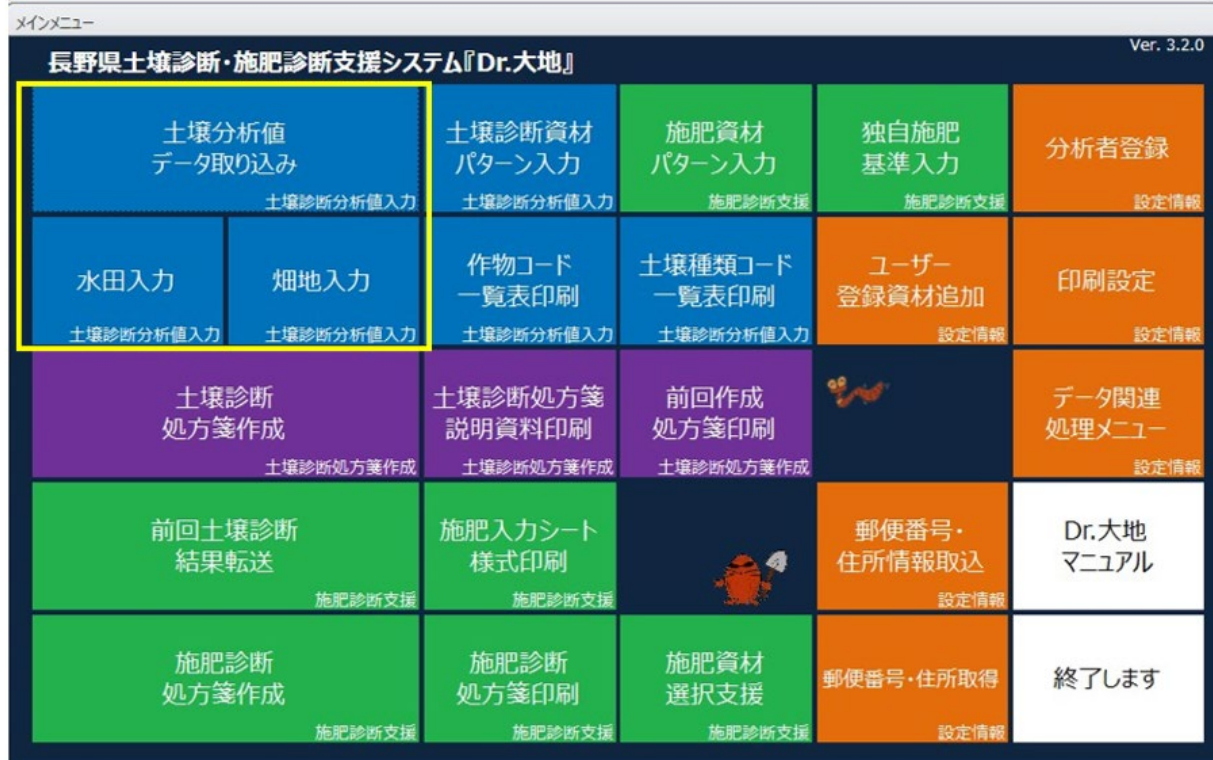 メインメニュー
長野県土壌診断・施肥診断支援システム『Dr.大地』
Ver. 3.2.0
土壌分析値
データ取り込み
土壌診断分析値入力
土壌診断資材
パターン入力
土壌診断分析値入力
施肥資材
パターン入力
施肥診断支援
独自施肥
基準入力
施肥診断支援
分析者登録
設定情報
水田入力
土壌診断分析値入力
畑地入力
土壌診断分析値入力
作物コード
一覧表印刷
土壌診断分析値入力
土壌種類コード
一覧表印刷
土壌診断分析値入力
ユーザー
登録資材追加
設定情報
印刷設定
設定情報
土壌診断
処方箋作成
土壌診断処方箋作成
土壌診断処方箋
説明資料印刷
土壌診断処方箋作成
前回作成
処方箋印刷
土壌診断処方箋作成
データ関連
処理メニュー
設定情報
前回土壌診断
結果転送
施肥診断支援
施肥入力シート
様式印刷
施肥診断支援
郵便番号・
住所情報取込
設定情報
Dr.大地
マニュアル
施肥診断
処方箋作成
施肥診断支援
施肥診断
処方箋印刷
施肥診断支援
施肥資材
選択支援
施肥診断支援
郵便番号・住所取得
設定情報
終了します